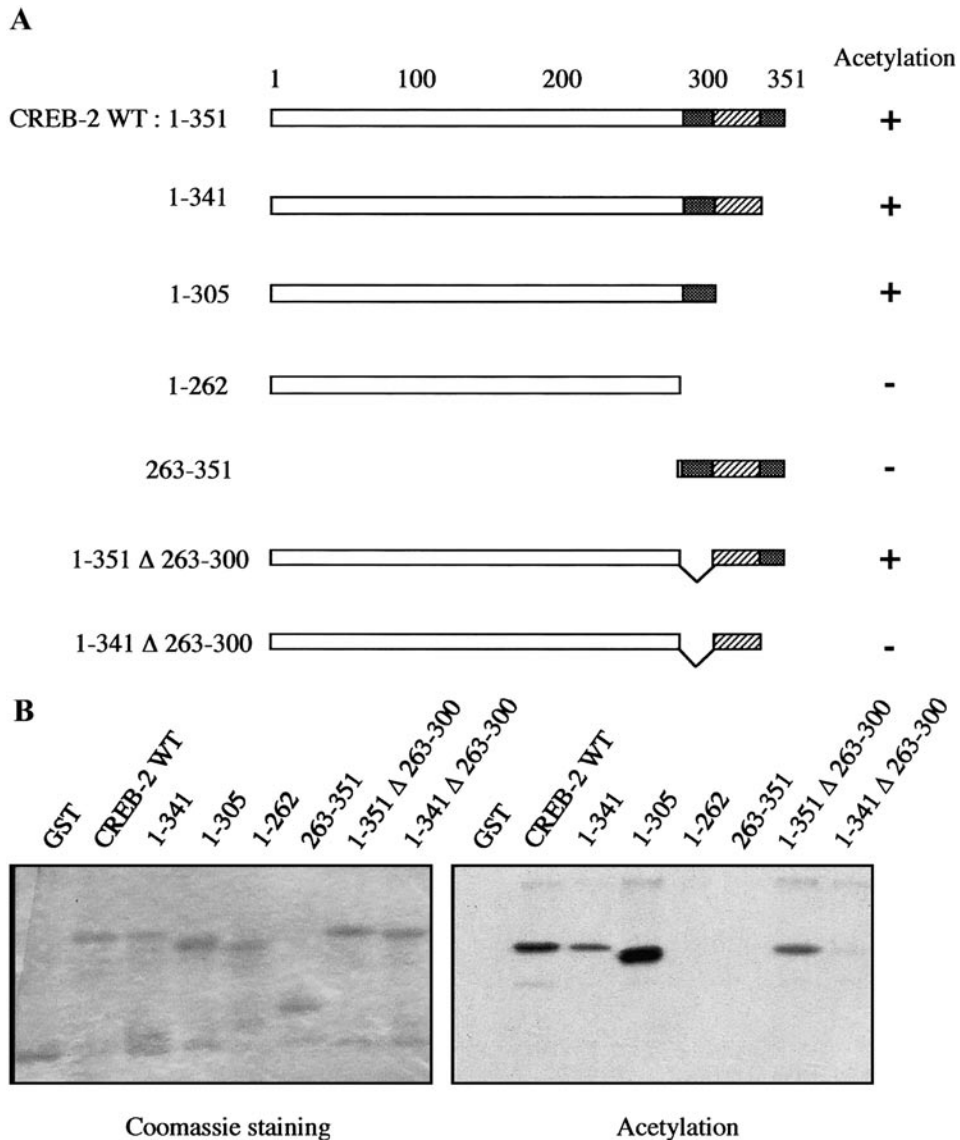 A
1 100 200 300 351 Acetylation
CREB-2 WT : 1-351 +
1-341 +
1-305 +
1-262 -
263-351 -
1-351 Δ 263-300 +
1-341 Δ 263-300 -
B
GST
CREB-2 WT
1-341
1-305
1-262
263-351
1-351 Δ 263-300
1-341 Δ 263-300
GST
CREB-2 WT
1-341
1-305
1-262
263-351
1-351 Δ 263-300
1-341 Δ 263-300
Coomassie staining
Acetylation